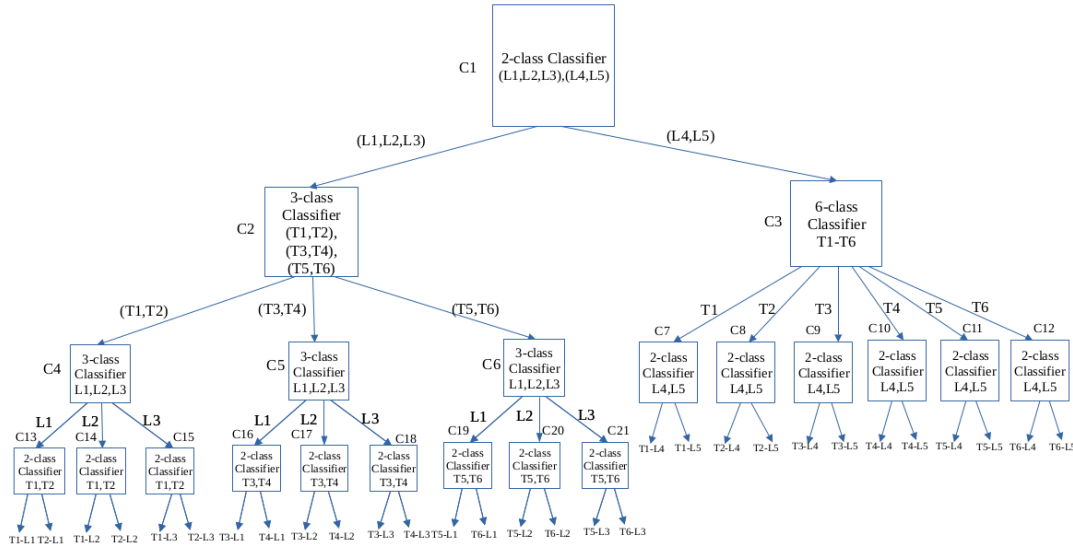 C1
2-class Classifier
(L1,L2,L3),(L4,L5)
(L1,L2,L3)
(L4,L5)
C2
3-class
Classifier
(T1,T2),
(T3,T4),
(T5,T6)
C3
6-class
Classifier
T1-T6
(T1,T2)
(T3,T4)
(T5,T6)
T1
T2
T3
T4
T5
T6
C4
3-class
Classifier
L1,L2,L3
C5
3-class
Classifier
L1,L2,L3
C6
3-class
Classifier
L1,L2,L3
C7
2-class
Classifier
L4,L5
C8
2-class
Classifier
L4,L5
C9
2-class
Classifier
L4,L5
C10
2-class
Classifier
L4,L5
C11
2-class
Classifier
L4,L5
C12
2-class
Classifier
L4,L5
L1
L2
L3
L1
L2
L3
L1
L2
L3
C13
2-class
Classifier
T1,T2
C14
2-class
Classifier
T1,T2
C15
2-class
Classifier
T1,T2
C16
2-class
Classifier
T3,T4
C17
2-class
Classifier
T3,T4
C18
2-class
Classifier
T3,T4
C19
2-class
Classifier
T5,T6
C20
2-class
Classifier
T5,T6
C21
2-class
Classifier
T5,T6
T1-L4 T1-L5 T2-L4 T2-L5 T3-L4 T3-L5 T4-L4 T4-L5 T5-L4 T5-L5 T6-L4 T6-L5
T1-L1 T2-L1 T1-L2 T2-L2 T1-L3 T2-L3 T3-L1 T4-L1 T3-L2 T4-L2 T3-L3 T4-L3 T5-L1 T6-L1 T5-L2 T6-L2 T5-L3 T6-L3